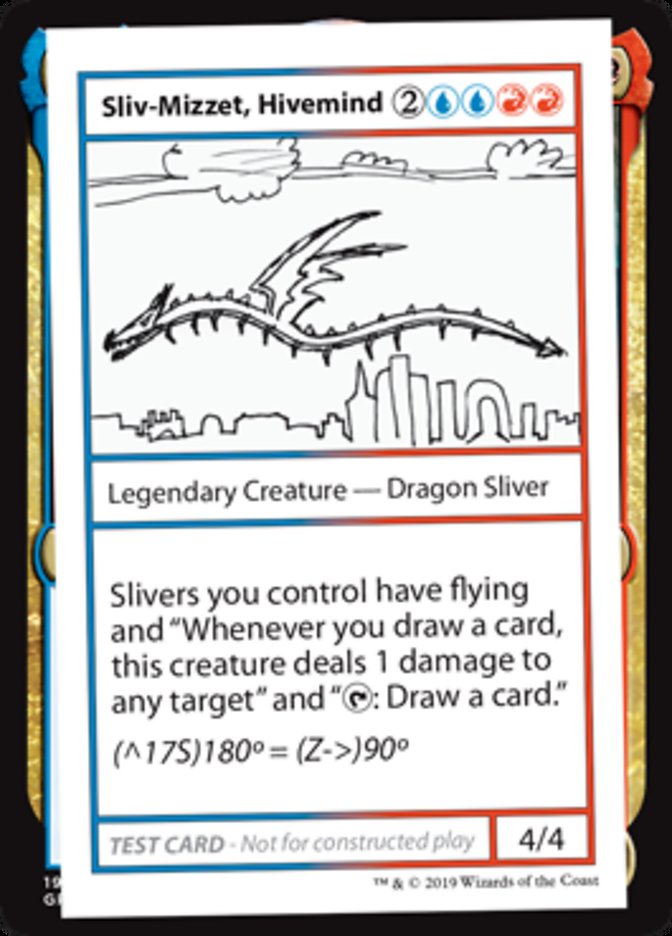 Sliv-Mizzet, Hivemind 2
Legendary Creature — Dragon Sliver
Slivers you control have flying
and “Whenever you draw a card,
this creature deals 1 damage to
any target” and “: Draw a card.”
(^17S)180º = (Z->)90º
TEST CARD - Not for constructed play
4/4
19
™ & © 2019 Wizards of the Coast